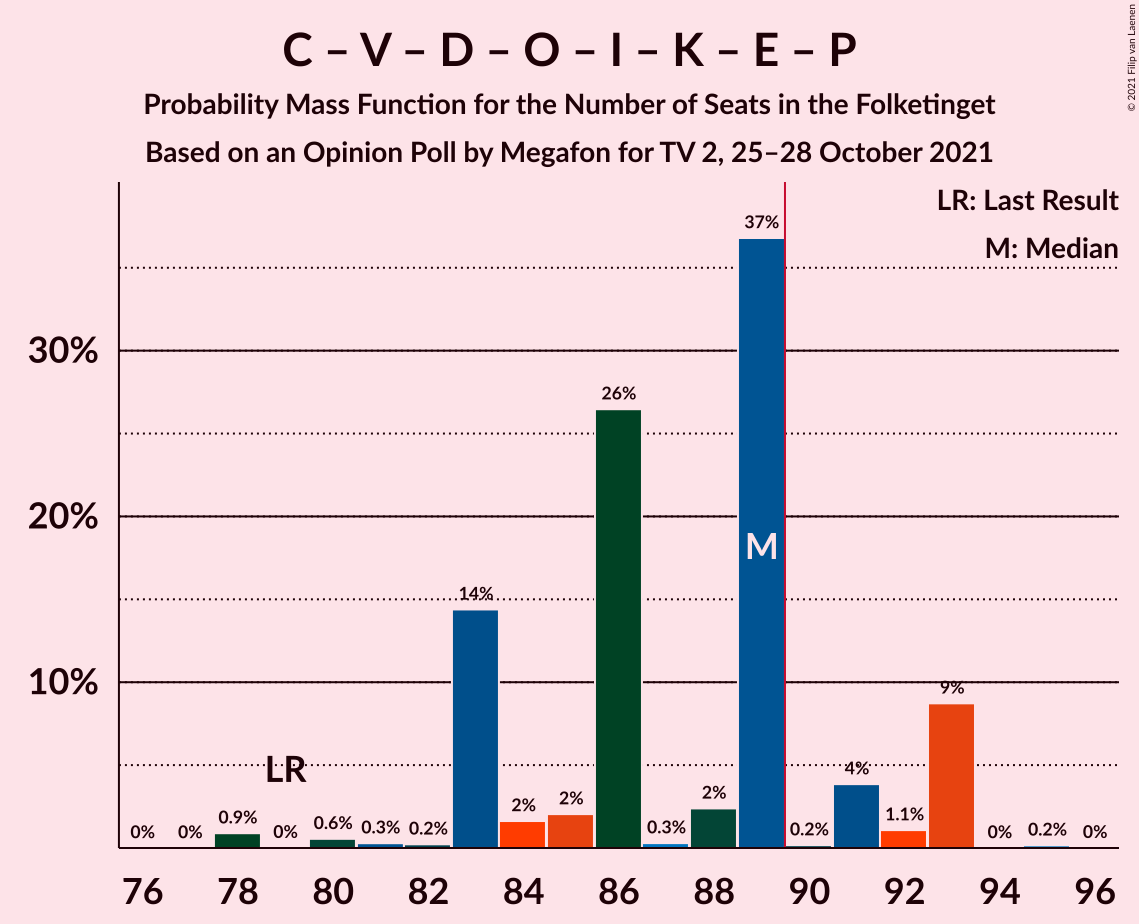 C – V – D – O – I – K – E – P
Probability Mass Function for the Number of Seats in the Folketinget
Based on an Opinion Poll by Megafon for TV 2, 25–28 October 2021
© 2021 Filip van Laenen
LR: Last Result
M: Median
30%
20%
10%
0%
0%
0.9%
0%
0.6%
0.3%
0.2%
14%
2%
2%
26%
0.3%
2%
37%
0.2%
4%
1.1%
9%
0%
0.2%
0%
LR
M
76 78 80 82 84 86 88 90 92 94 96